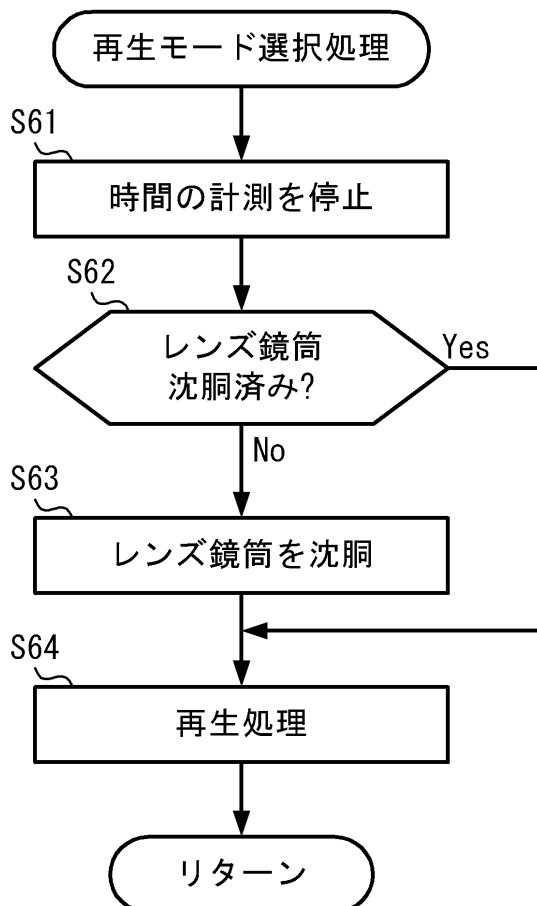 再生モード選択処理
S61
時間の計測を停止
S62
レンズ鏡筒
沈胴済み?
Yes
No
S63
レンズ鏡筒を沈胴
S64
再生処理
リターン